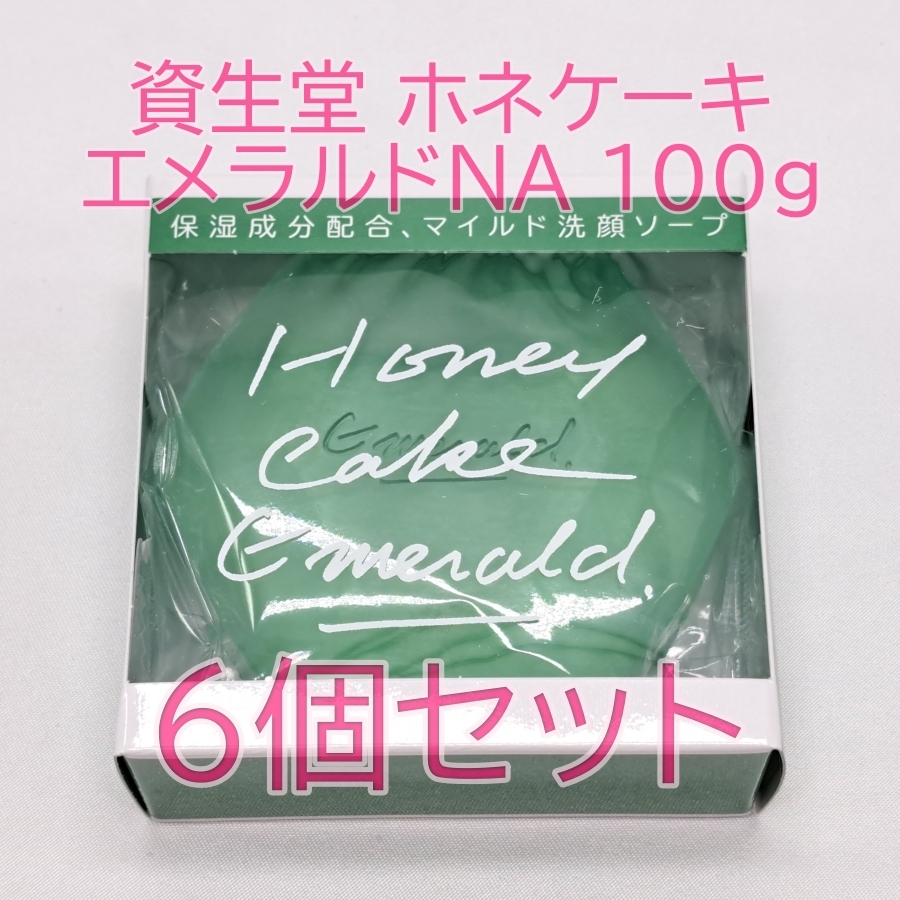 資生堂 ホネケーキ
エメラルドNA 100g
保湿成分配合、マイルド洗顔ソープ
Honey
Cake
Emerald.
Emerald.
6個セット